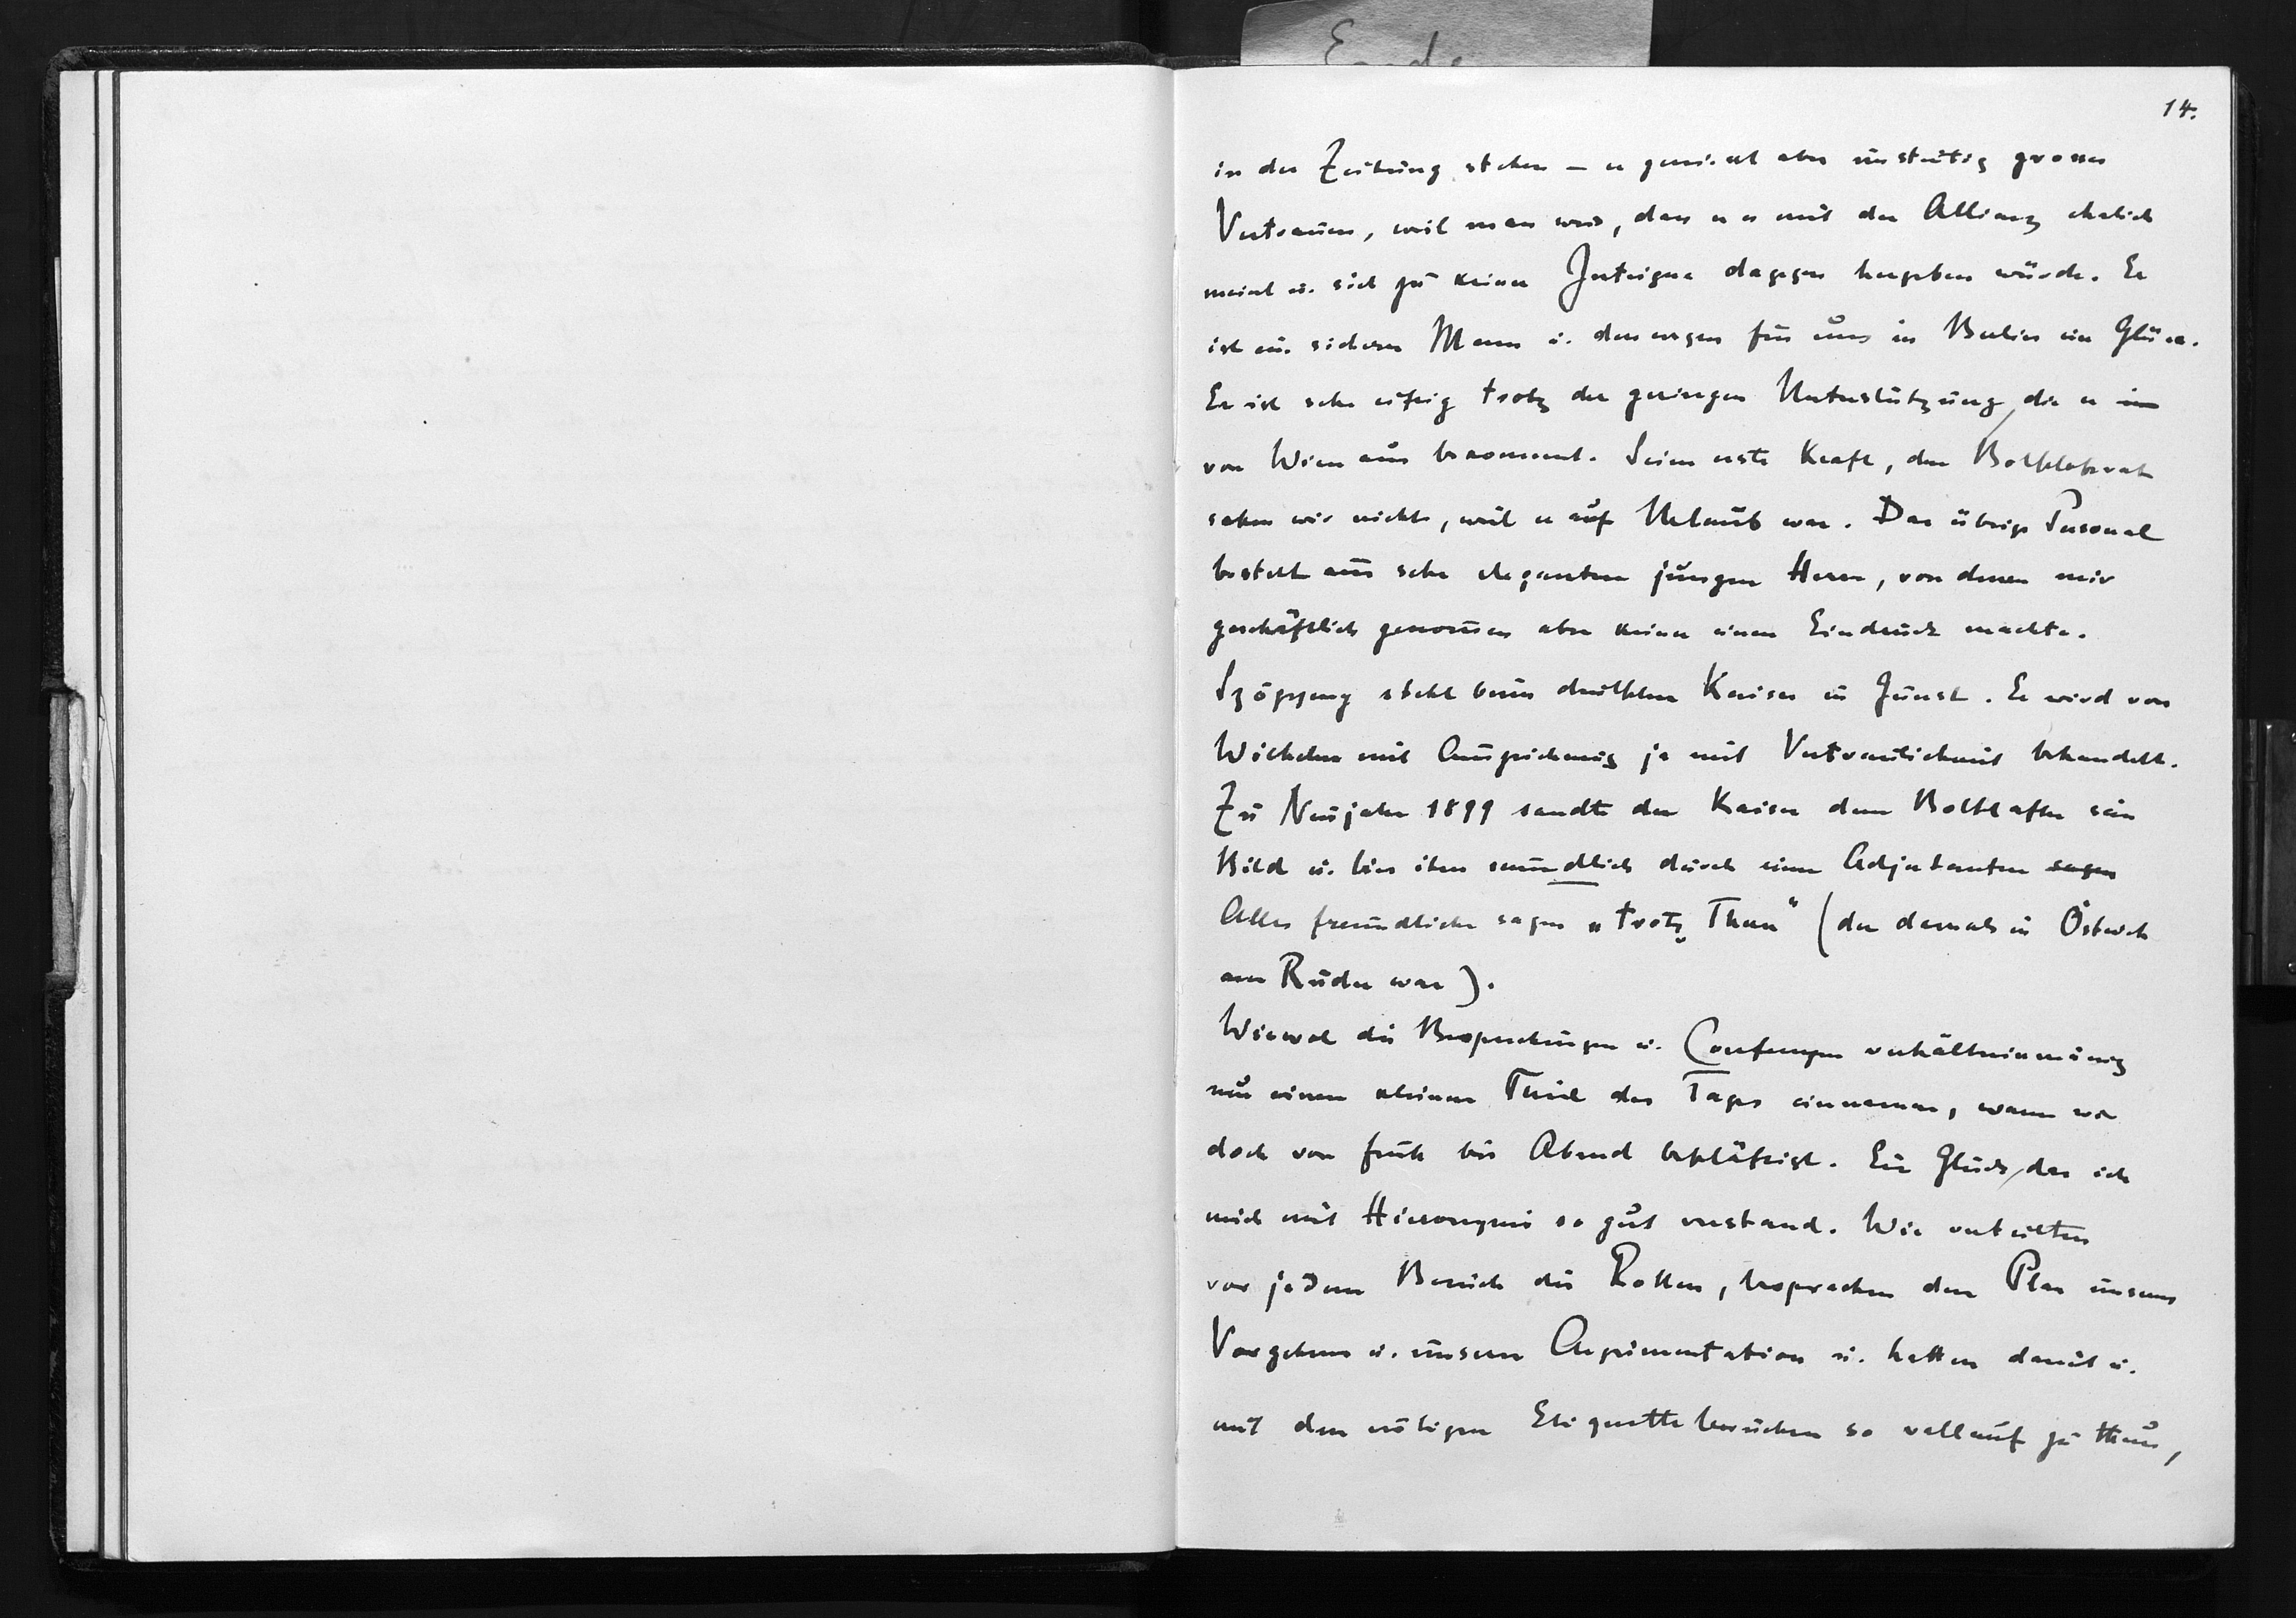 Ende
14.
in der Zeitung stehen – er geniesst aber unstreitig grosses
Vertrauen, weil man weis, dass er es mit der Allianz ehrlich
meint u. sich zu keiner Intrigue dagegen hergeben würde. Er
ist ein sicherer Mann u. deswegen für uns in Berlin ein Glück.
Er ist sehr eifrig trotz der geringen Unterstützung, die er im
von Wien aus bekommt. Seine erste Kraft, den Botschaftsrat
sahen wir nicht, weil er auf Urlaub war. Das übrige Personal
besteht aus sehr eleganten jungen Herren, von denen mir
geschäftlich genommen aber keiner einen Eindruck machte.
Szögyeny steht beim deutschen Kaiser in Gunst. Er wird von
Wilhelm mit Auszeichnung ja mit Vertraulichkeit behandelt.
Zu Neujahr 1899 sandte der Kaiser dem Botschafter sein
Bild u. liess ihm mündlich durch einen Adjutanten sagen
Alles freundliche sagen „trotz Thun“ (der damals in Österreich
am Ruder war).
Wiewol die Besprechungen u. Conferenzen verhältnismässig
nur einen kleinen Theil des Tages einnamen, waren wir
doch von früh bis Abend beschäftigt. Ein Glück, dass ich
mich mit Hieronymi so gut verstand. Wir verteilten
vor jedem Besuch die Rollen, besprachen den Plan unseres
Vorgehens u. unserer Argumentation u. hatten damit u.
mit den nötigen Etiquettebesuchen so vollauf zu thun,